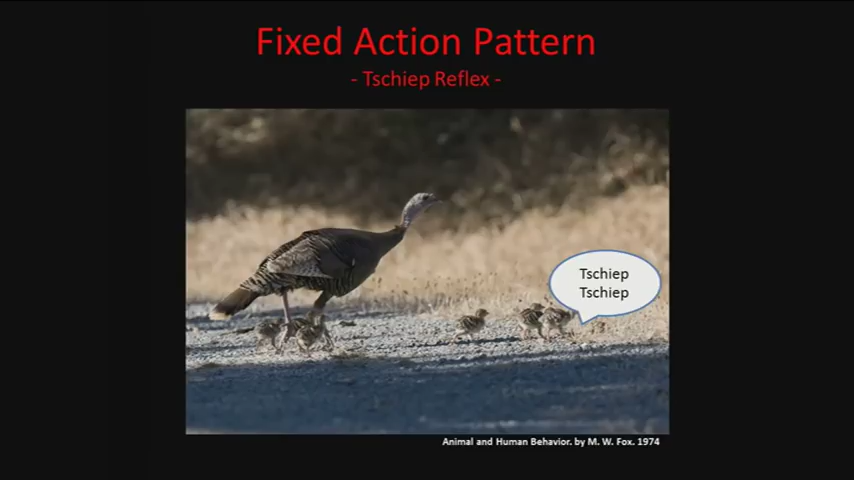 Fixed Action Pattern
- Tschiep Reflex -
Tschiep
Tschiep
Animal and Human Behavior. by M. W. Fox. 1974